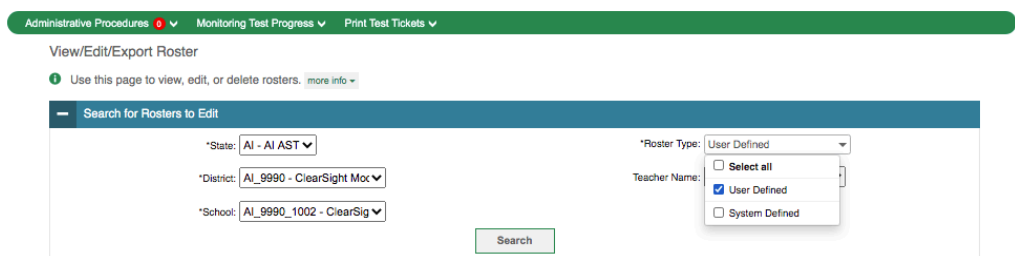 Administrative Procedures 0 Monitoring Test Progress Print Test Tickets
View/Edit/Export Roster
Use this page to view, edit, or delete rosters. more info
Search for Rosters to Edit
*State: AI - AI AST *Roster Type: User Defined
Select all
*District: AI_9990 - ClearSight Moc Teacher Name:
User Defined
*School: AI_9990_1002 - ClearSig System Defined
Search